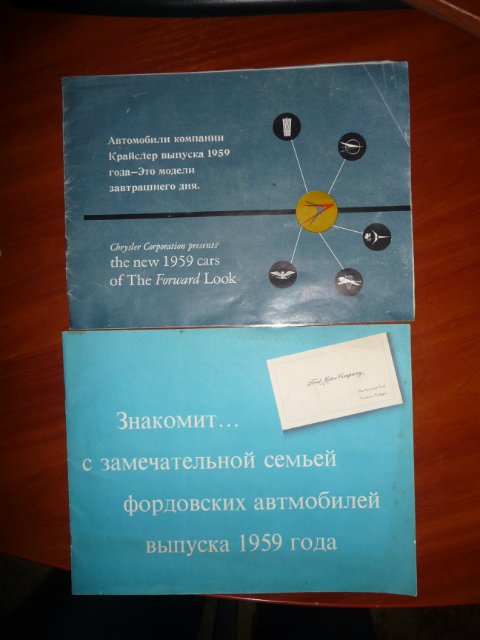 Автомобили компании
Крайслер выпуска 1959
года—Это модели
завтрашнего дня.
Chrysler Corporation presents
the new 1959 cars
of The Forward Look
Ford Motor Company,
Знакомит...
с замечательной семьей
фордовских автмобилей
выпуска 1959 года